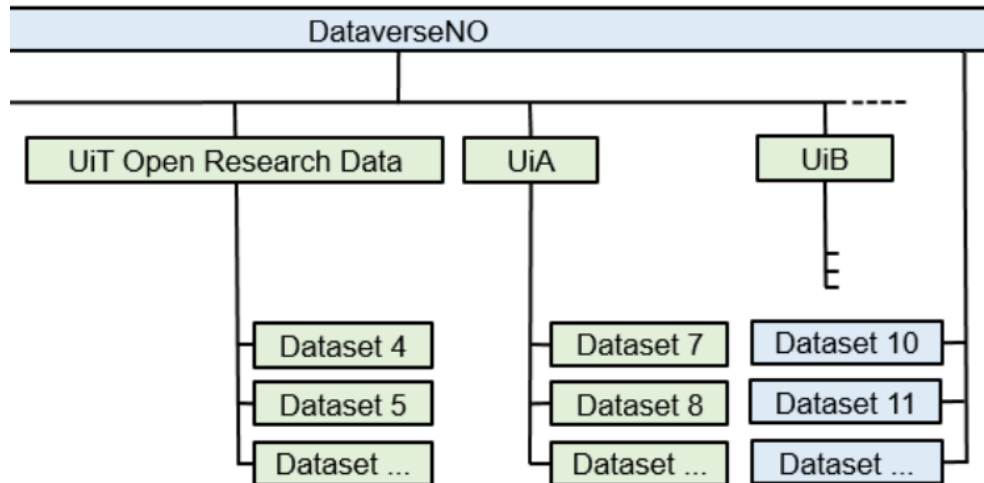 DataverseNO
UiT Open Research Data
UiA
UiB
Dataset 4
Dataset 7
Dataset 10
Dataset 5
Dataset 8
Dataset 11
Dataset ...
Dataset ...
Dataset ...